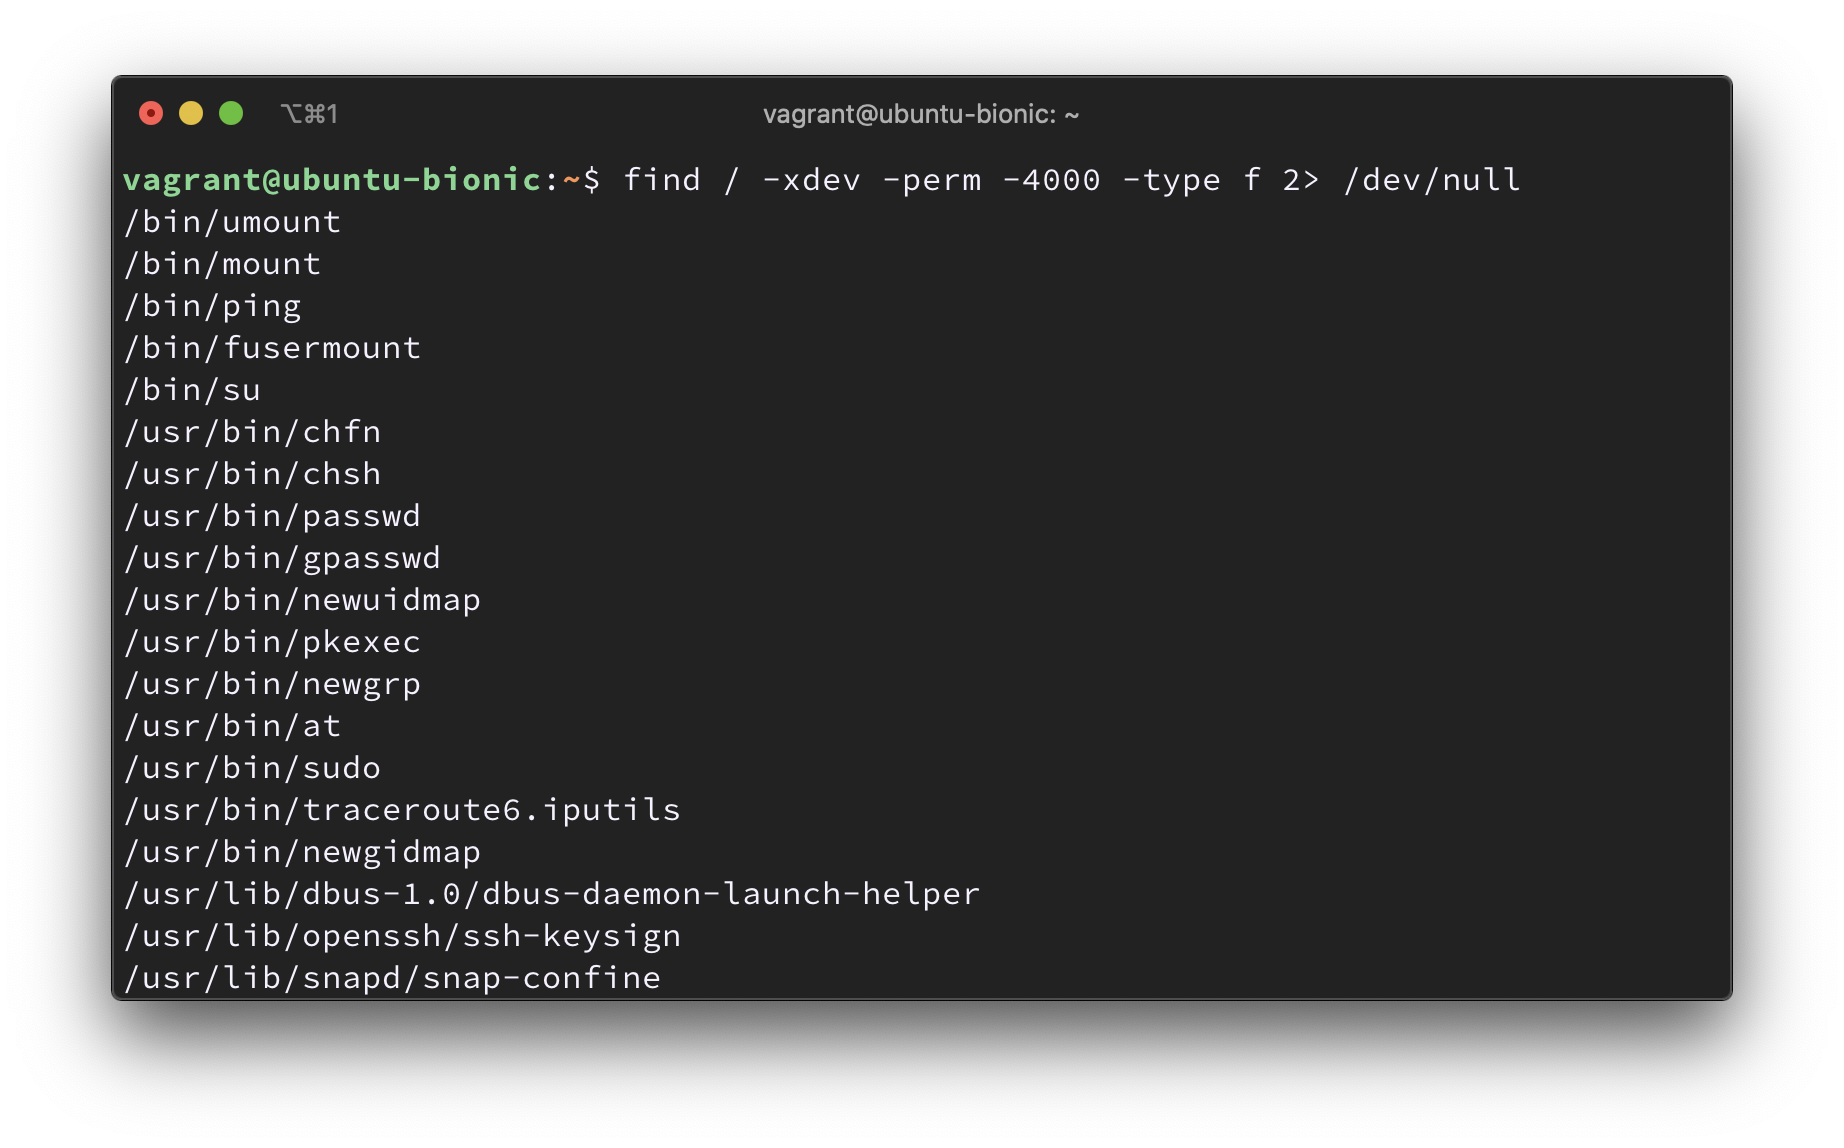 ⌥⌘1
vagrant@ubuntu-bionic: ~
vagrant@ubuntu-bionic:~$ find / -xdev -perm -4000 -type f 2> /dev/null
/bin/umount
/bin/mount
/bin/ping
/bin/fusermount
/bin/su
/usr/bin/chfn
/usr/bin/chsh
/usr/bin/passwd
/usr/bin/gpasswd
/usr/bin/newuidmap
/usr/bin/pkexec
/usr/bin/newgrp
/usr/bin/at
/usr/bin/sudo
/usr/bin/traceroute6.iputils
/usr/bin/newgidmap
/usr/lib/dbus-1.0/dbus-daemon-launch-helper
/usr/lib/openssh/ssh-keysign
/usr/lib/snapd/snap-confine